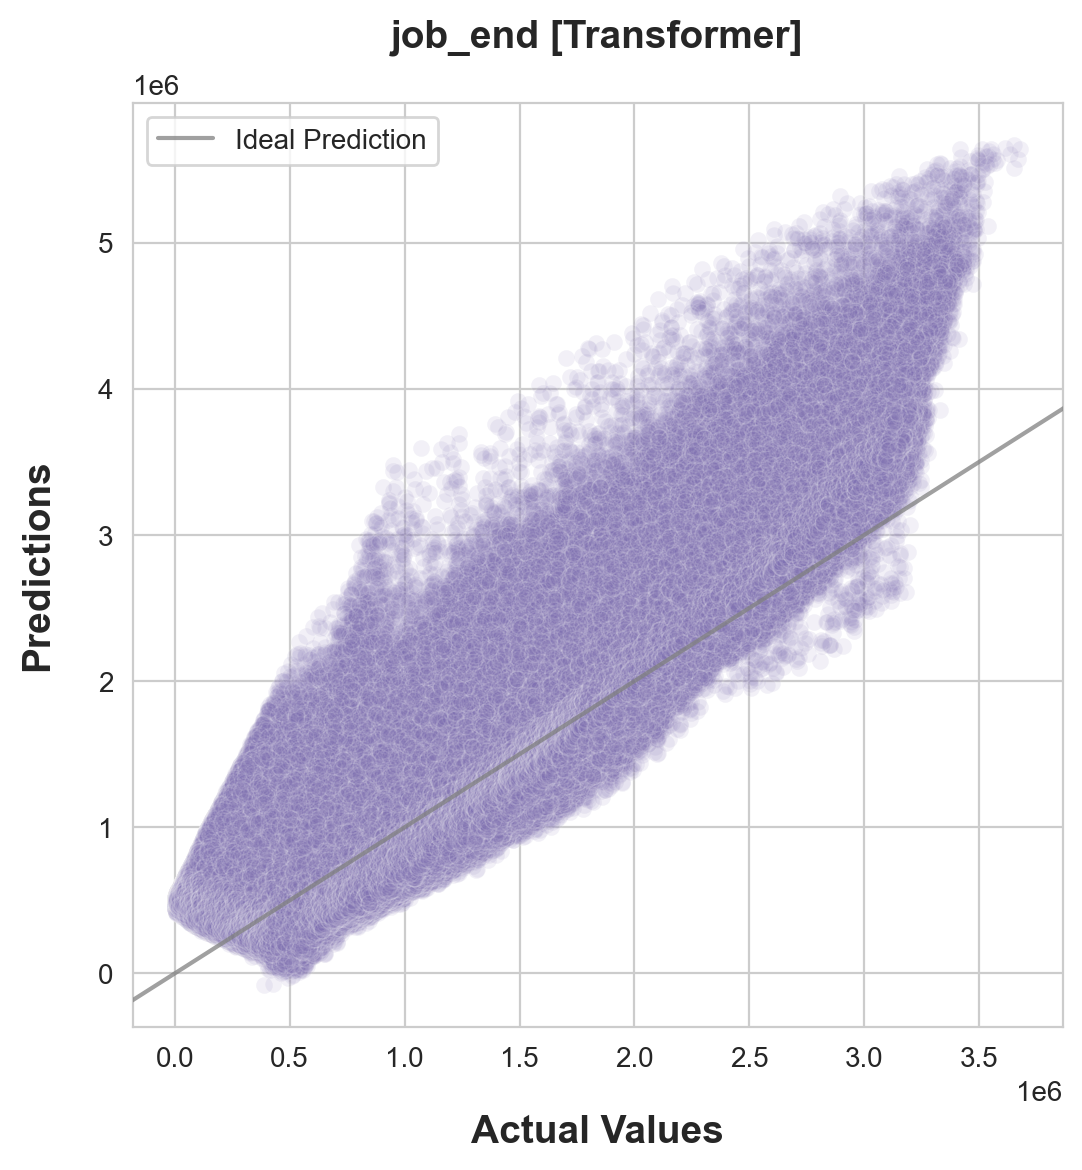 job_end [Transformer]
1e6
Ideal Prediction
5
4
3
2
1
0
Predictions
0.0 0.5 1.0 1.5 2.0 2.5 3.0 3.5
1e6
Actual Values